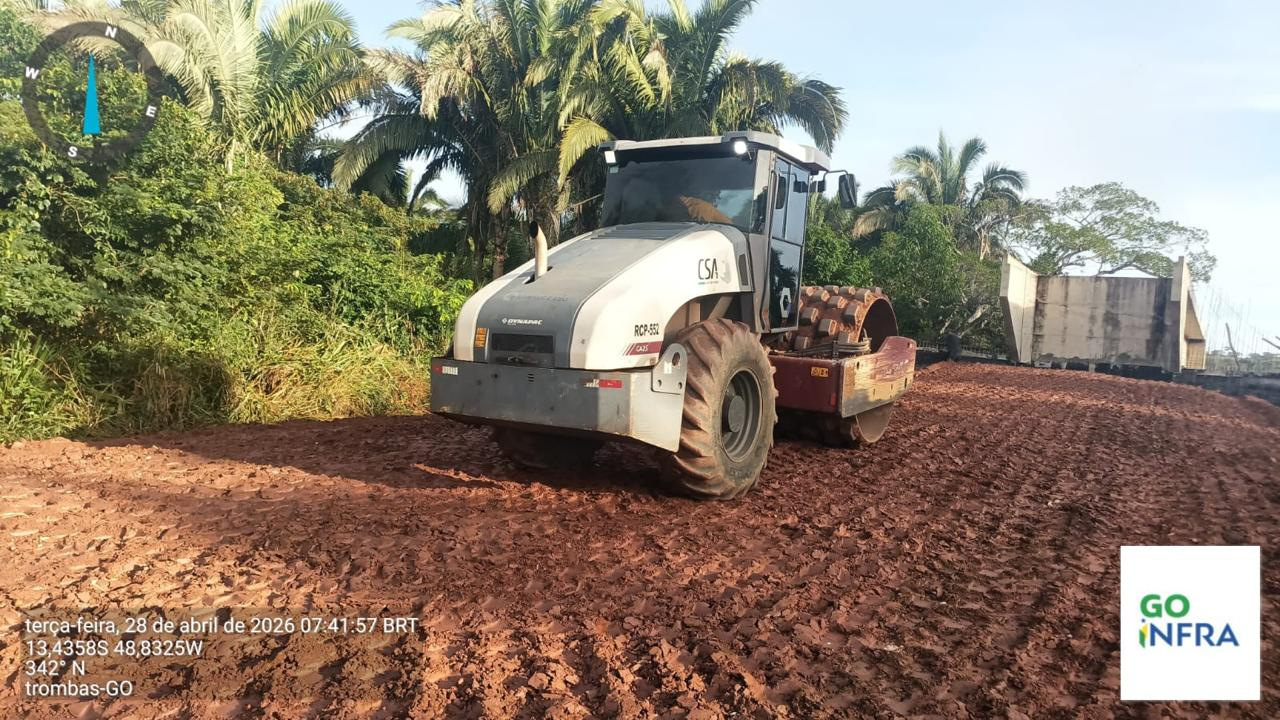 N
W
E
S
CSA
DYNAPAC
RCP-552
CA25
terça-feira, 28 de abril de 2026 07:41:57 BRT
13,4358S 48,8325W
342° N
trombas-GO
GO
INFRA